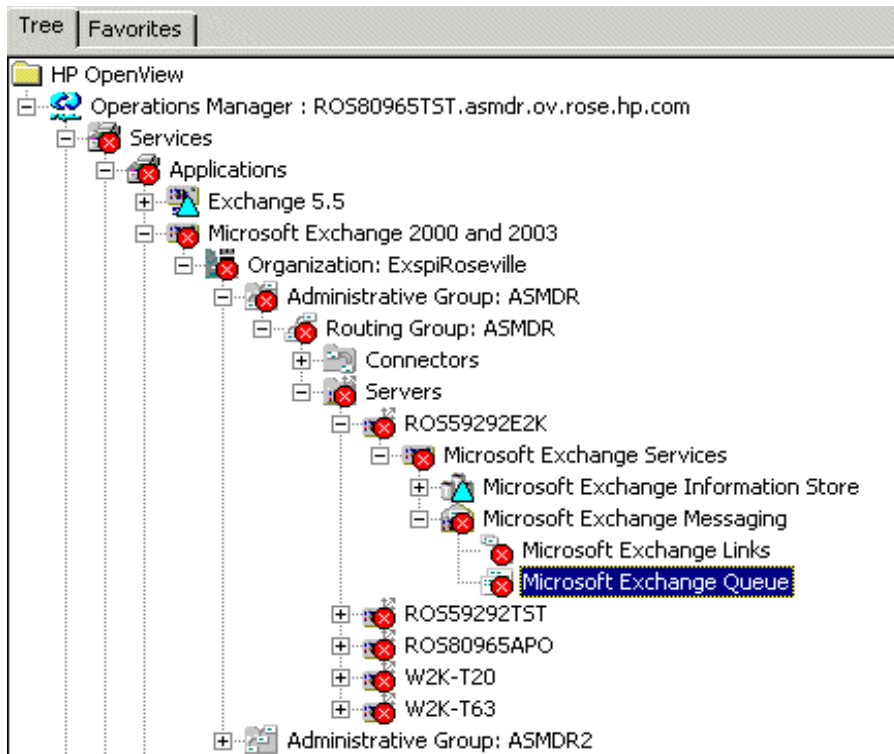 Tree Favorites
HP OpenView
Operations Manager : ROS80965TST.asmdr.ov.rose.hp.com
Services
Applications
Exchange 5.5
Microsoft Exchange 2000 and 2003
Organization: ExspiRoseville
Administrative Group: ASMDR
Routing Group: ASMDR
Connectors
Servers
ROS59292E2K
Microsoft Exchange Services
Microsoft Exchange Information Store
Microsoft Exchange Messaging
Microsoft Exchange Links
Microsoft Exchange Queue
ROS59292TST
ROS80965APO
W2K-T20
W2K-T63
Administrative Group: ASMDR2